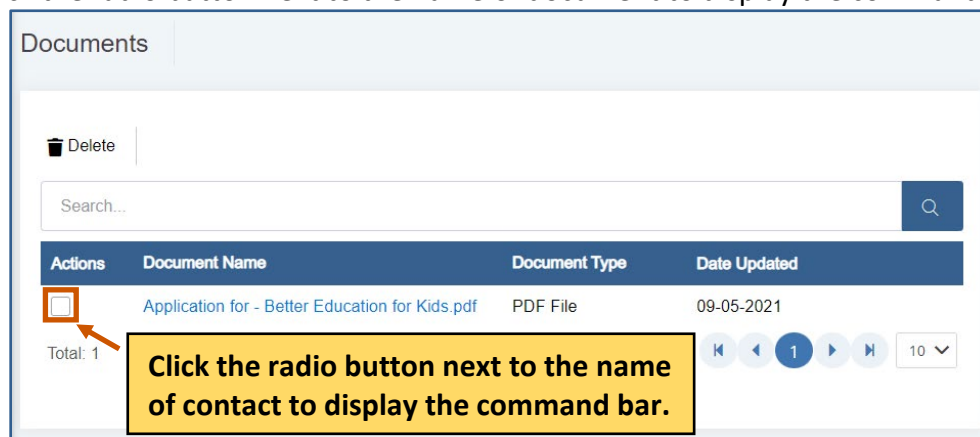 Documents
Delete
Search...
Actions Document Name Document Type Date Updated
Application for - Better Education for Kids.pdf PDF File 09-05-2021
Total: 1 1 10
Click the radio button next to the name
of contact to display the command bar.